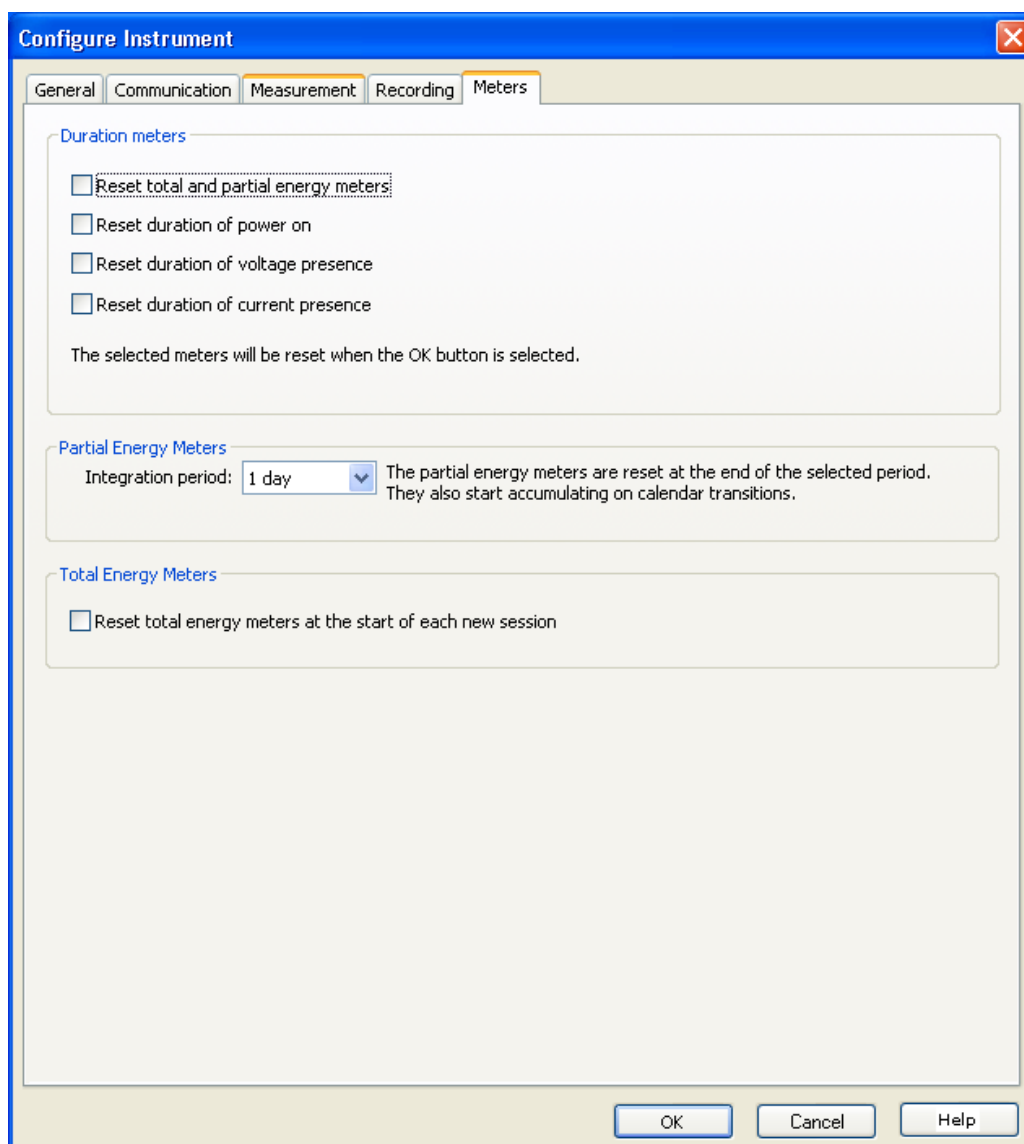 Configure Instrument
General Communication Measurement Recording Meters
Duration meters
Reset total and partial energy meters
Reset duration of power on
Reset duration of voltage presence
Reset duration of current presence
The selected meters will be reset when the OK button is selected.
Partial Energy Meters
Integration period: 1 day The partial energy meters are reset at the end of the selected period.
They also start accumulating on calendar transitions.
Total Energy Meters
Reset total energy meters at the start of each new session
OK Cancel Help